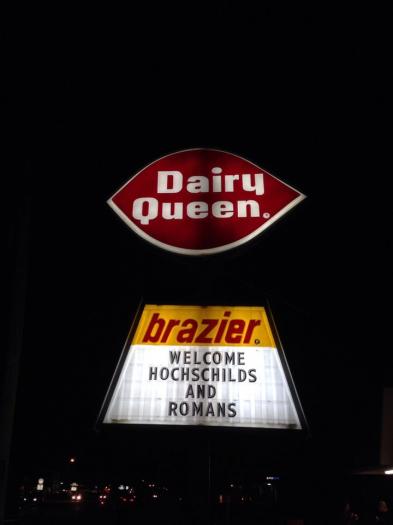 Dairy
Queen.®
brazier®
WELCOME
HOCHSCHILDS
AND
ROMANS